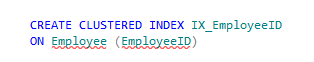 CREATE CLUSTERED INDEX IX_EmployeeID
ON Employee (EmployeeID)